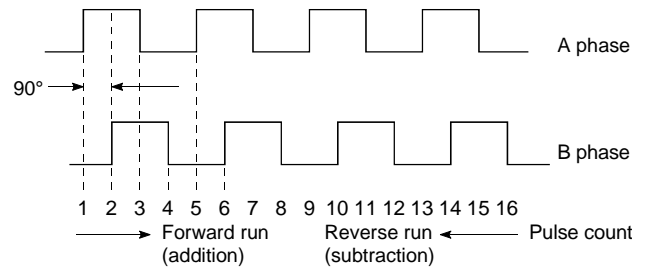 A phase
90°
B phase
1 2 3 4 5 6 7 8 9 10 11 12 13 14 15 16
Forward run Reverse run Pulse count
(addition) (subtraction)